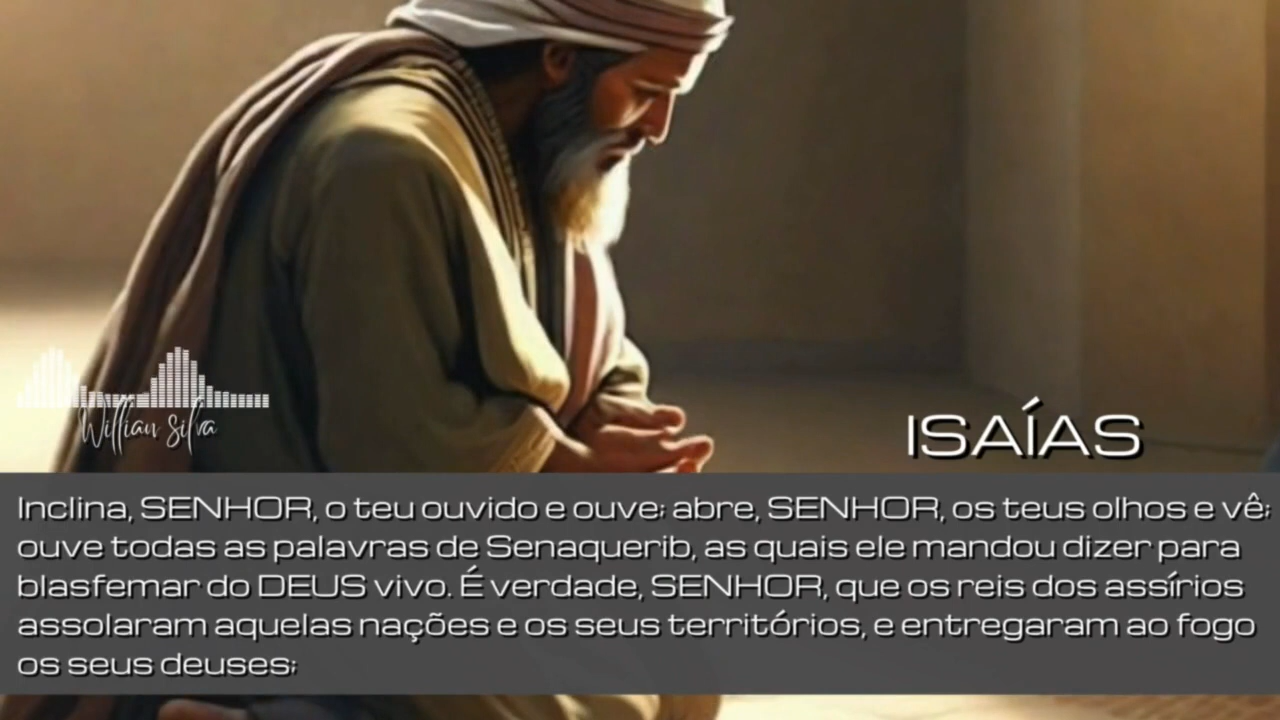 Willian Silva
ISAÍAS
Inclina, SENHOR, o teu ouvido e ouve; abre, SENHOR, os teus olhos e vê;
ouve todas as palavras de Senaquerib, as quais ele mandou dizer para
blasfemar do DEUS vivo. É verdade, SENHOR, que os reis dos assírios
assolaram aquelas nações e os seus territórios, e entregaram ao fogo
os seus deuses;